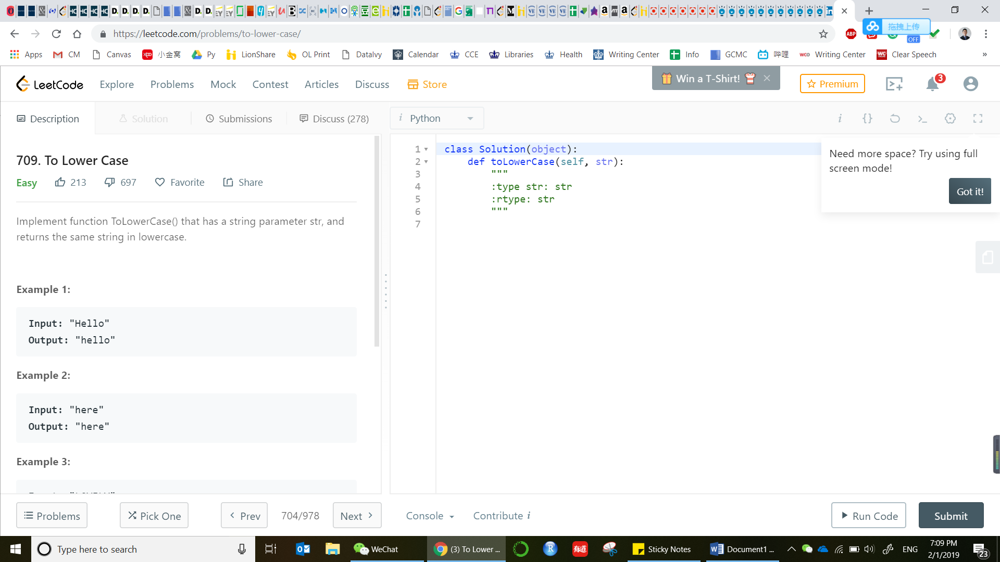 https://leetcode.com/problems/to-lower-case/
ABP
OFF
拖拽上传
Apps
CM
Canvas
小金窝
Py
LionShare
OL Print
DataIvy
Calendar
CCE
Libraries
Health
Writing Center
Info
GCMC
哔哩
Writing Center
Clear Speech
»
LeetCode
Explore
Problems
Mock
Contest
Articles
Discuss
Store
Win a T-Shirt!
Premium
3
Description
Solution
Submissions
Discuss (278)
i Python
709. To Lower Case
Easy
213
697
Favorite
Share
Implement function ToLowerCase() that has a string parameter str, and
returns the same string in lowercase.
Example 1:
Input: "Hello"
Output: "hello"
Example 2:
Input: "here"
Output: "here"
Example 3:
1 class Solution(object):
2 def toLowerCase(self, str):
3 """
4 :type str: str
5 :rtype: str
6 """
7
Need more space? Try using full
screen mode!
Got it!
Problems
Pick One
Prev
704/978
Next
Console
Contribute i
Run Code
Submit
Type here to search
WeChat
(3) To Lower ...
R
有道
Sticky Notes
Document1 ...
ENG
7:09 PM
2/1/2019
23